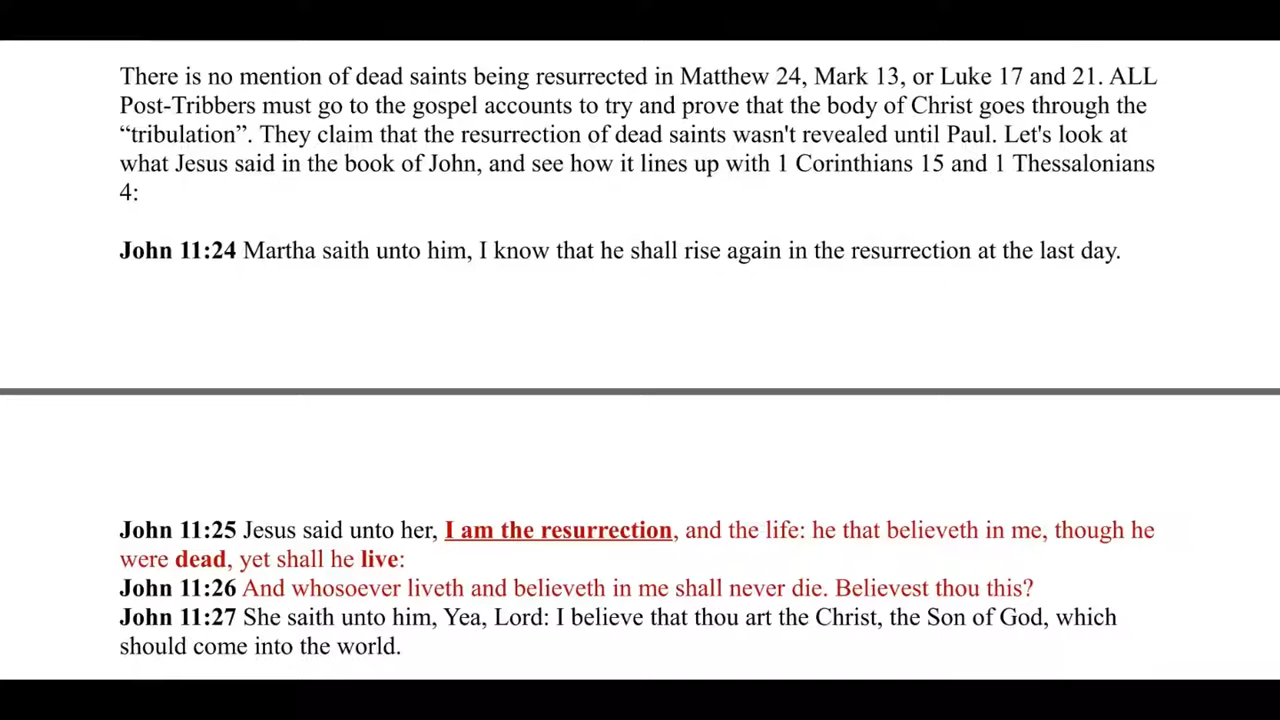 There is no mention of dead saints being resurrected in Matthew 24, Mark 13, or Luke 17 and 21. ALL
Post-Tribbers must go to the gospel accounts to try and prove that the body of Christ goes through the
“tribulation”. They claim that the resurrection of dead saints wasn't revealed until Paul. Let's look at
what Jesus said in the book of John, and see how it lines up with 1 Corinthians 15 and 1 Thessalonians
4:
John 11:24 Martha saith unto him, I know that he shall rise again in the resurrection at the last day.
John 11:25 Jesus said unto her, I am the resurrection, and the life: he that believeth in me, though he
were dead, yet shall he live:
John 11:26 And whosoever liveth and believeth in me shall never die. Believest thou this?
John 11:27 She saith unto him, Yea, Lord: I believe that thou art the Christ, the Son of God, which
should come into the world.